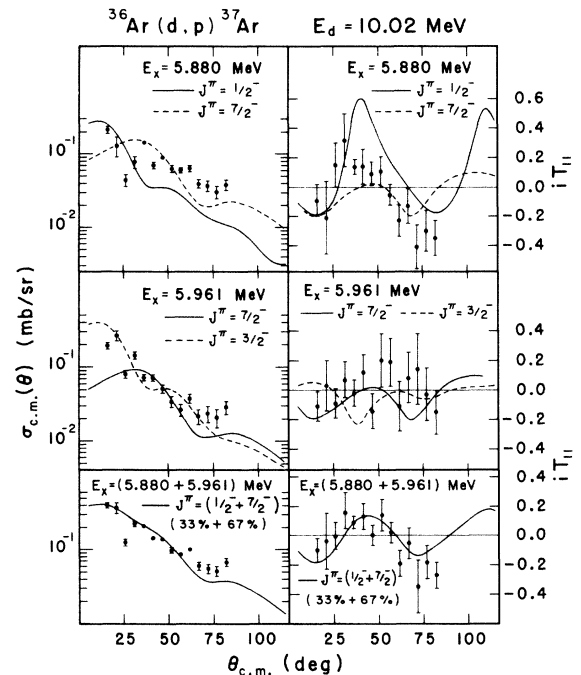 ³⁶Ar (d, p) ³⁷Ar E_d = 10.02 MeV
E_x = 5.880 MeV
J^π = 1/2⁻
J^π = 7/2⁻
10⁻¹
10⁻²
E_x = 5.880 MeV
J^π = 1/2⁻
J^π = 7/2⁻
0.6
0.4
0.2
0.0
-0.2
-0.4
iT₁₁
E_x = 5.961 MeV
J^π = 7/2⁻
J^π = 3/2⁻
10⁻¹
10⁻²
σ_c.m.(θ) (mb/sr)
E_x = 5.961 MeV
J^π = 7/2⁻ J^π = 3/2⁻
0.4
0.2
0.0
-0.2
-0.4
E_x=(5.880+5.961) MeV
J^π=(1/2⁻+7/2⁻)
(33%+67%)
10⁻¹
E_x=(5.880+5.961) MeV
J^π=(1/2⁻+7/2⁻)
(33%+67%)
0.4
0.2
0.0
-0.2
-0.4
iT₁₁
25 50 75 100 25 50 75 100
θ_c.m. (deg)